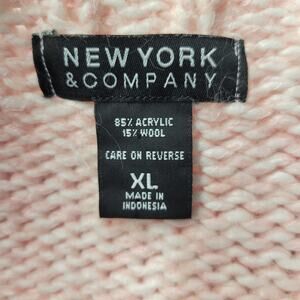 NEW YORK
& COMPANY
85% ACRYLIC
15% WOOL
CARE ON REVERSE
XL
MADE IN
INDONESIA